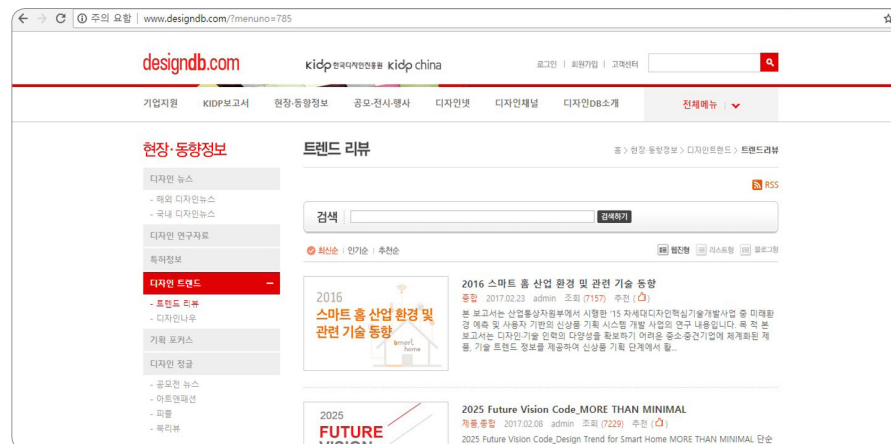 주의 요함 | www.designdb.com/?menuno=785
designdb.com
kidp 한국디자인진흥원 kidp china
로그인 | 회원가입 | 고객센터
기업지원 KIDP보고서 현장·동향정보 공모·전시·행사 디자인넷 디자인채널 디자인DB소개 전체메뉴
현장·동향정보
디자인 뉴스
- 해외 디자인뉴스
- 국내 디자인뉴스
디자인 연구자료
특허정보
디자인 트렌드
- 트렌드 리뷰
- 디자인나우
기획 포커스
디자인 정글
- 공모전 뉴스
- 아트앤패션
- 피플
- 북리뷰
트렌드 리뷰
홈 > 현장·동향정보 > 디자인트렌드 > 트렌드리뷰
RSS
검색 검색하기
최신순 | 인기순 | 추천순
웹진형 리스트형 블로그형
2016
스마트 홈 산업 환경 및
관련 기술 동향
smart
home
2016 스마트 홈 산업 환경 및 관련 기술 동향
종합 2017.02.23 admin 조회 (7157) 추천 ( )
본 보고서는 산업통상자원부에서 시행한 '15 차세대디자인핵심기술개발사업 중 미래환
경 예측 및 사용자 기반의 신상품 기획 시스템 개발 사업의 연구 내용입니다. 목 적 본
보고서는 디자인·기술 인력의 다양성을 확보하기 어려운 중소·중견기업에 체계화된 제
품, 기술 트렌드 정보를 제공하여 신상품 기획 단계에서 활...
2025
FUTURE
VISION
2025 Future Vision Code_MORE THAN MINIMAL
제품,종합 2017.02.08 admin 조회 (7229) 추천 ( )
2025 Future Vision Code_Design Trend for Smart Home MORE THAN MINIMAL 단순